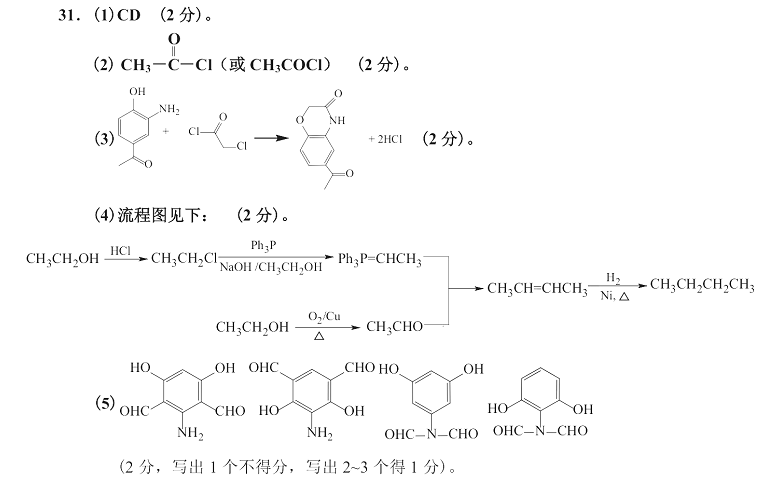 31. (1) CD (2 分)。
O
(2) CH₃—C—Cl（或 CH₃COCl） (2 分)。
OH
NH₂
O
(3) + Cl O Cl → O O NH + 2HCl (2 分)。
O
(4) 流程图见下： (2 分)。
CH₃CH₂OH HCl CH₃CH₂Cl Ph₃P NaOH/CH₃CH₂OH Ph₃P=CHCH₃
CH₃CH=CHCH₃ H₂ Ni, △ CH₃CH₂CH₂CH₃
CH₃CH₂OH O₂/Cu △ CH₃CHO
(5) HO OH OHC CHO NH₂
OHC CHO HO OH NH₂
HO OH OHC—N—CHO
HO OH OHC—N—CHO
(2 分，写出 1 个不得分，写出 2~3 个得 1 分)。